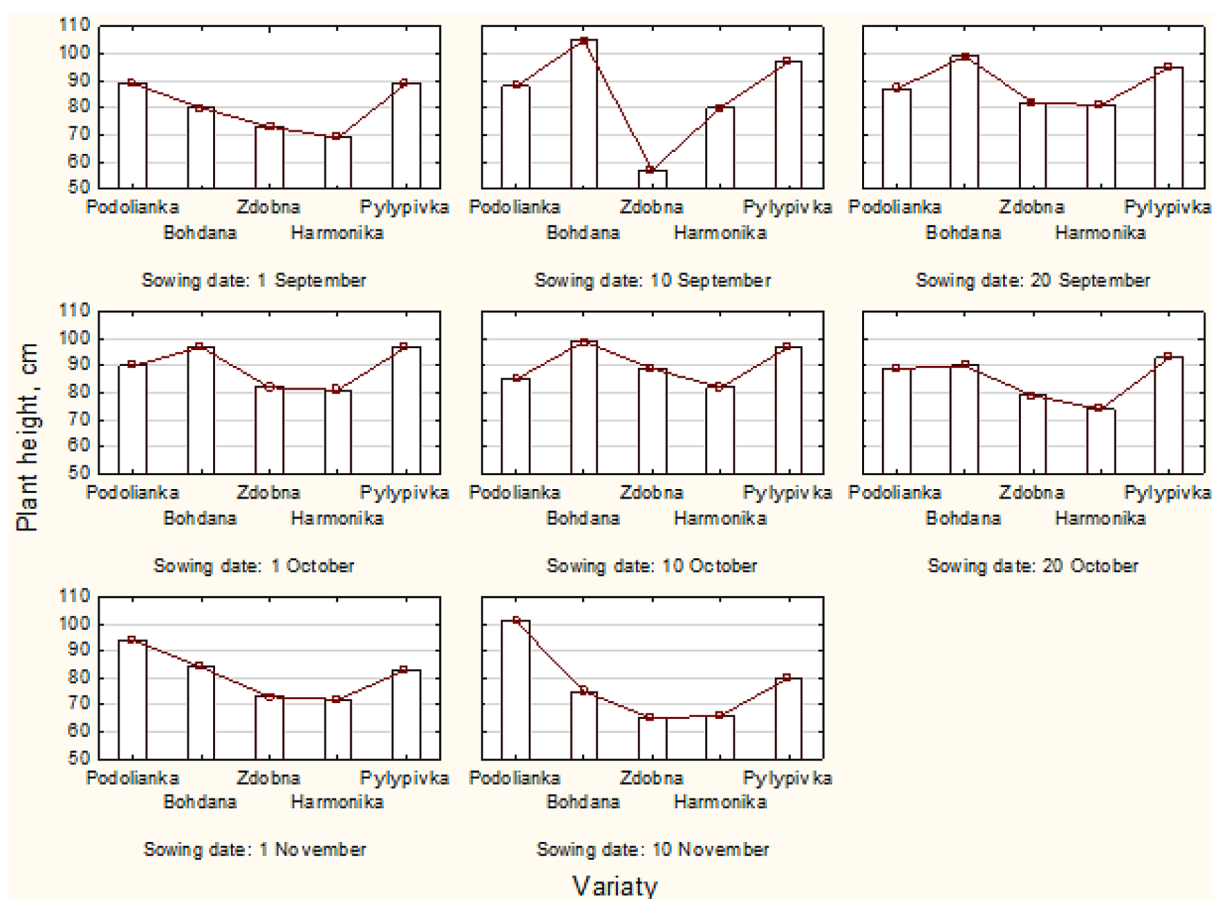 110
100
90
80
70
60
50
Podolianka Zdobna Pylypivka Podolianka Zdobna Pylypivka Podolianka Zdobna Pylypivka
Bohdana Harmonika Bohdana Harmonika Bohdana Harmonika
Sowing date: 1 September Sowing date: 10 September Sowing date: 20 September
110
100
90
80
70
60
50
Plant height, cm
Podolianka Zdobna Pylypivka Podolianka Zdobna Pylypivka Podolianka Zdobna Pylypivka
Bohdana Harmonika Bohdana Harmonika Bohdana Harmonika
Sowing date: 1 October Sowing date: 10 October Sowing date: 20 October
110
100
90
80
70
60
50
Podolianka Zdobna Pylypivka Podolianka Zdobna Pylypivka
Bohdana Harmonika Bohdana Harmonika
Sowing date: 1 November Sowing date: 10 November
Variaty